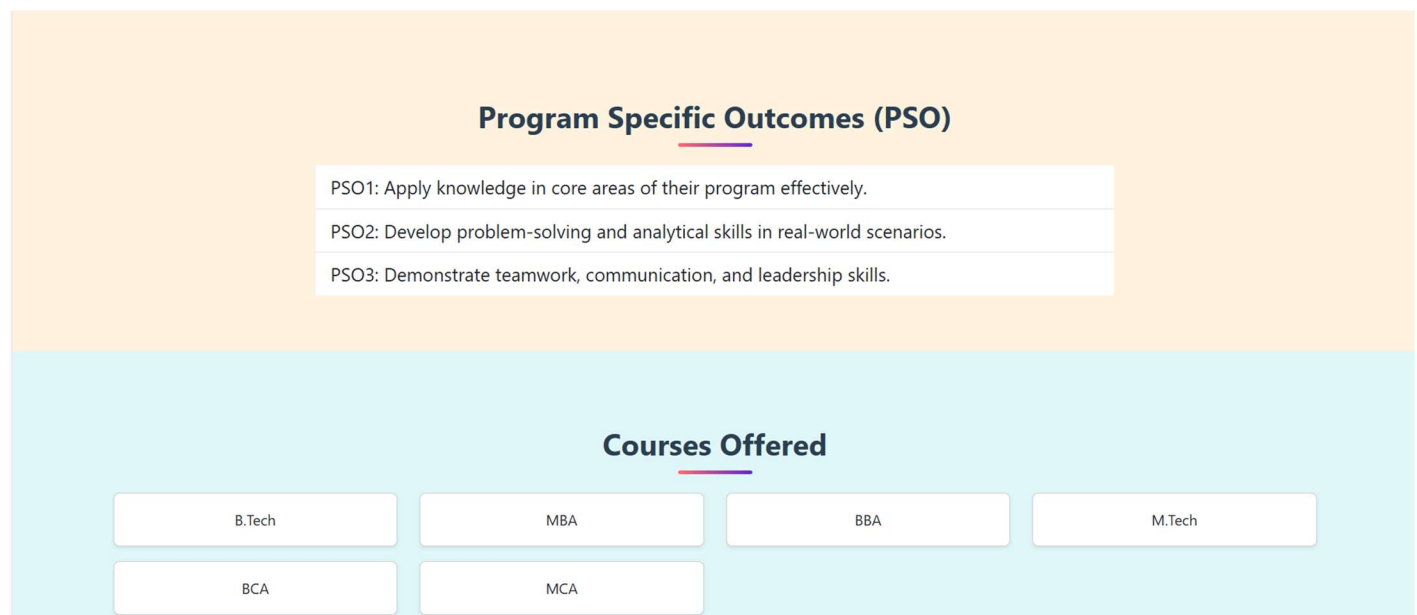 Program Specific Outcomes (PSO)
PSO1: Apply knowledge in core areas of their program effectively.
PSO2: Develop problem-solving and analytical skills in real-world scenarios.
PSO3: Demonstrate teamwork, communication, and leadership skills.
Courses Offered
B.Tech
MBA
BBA
M.Tech
BCA
MCA